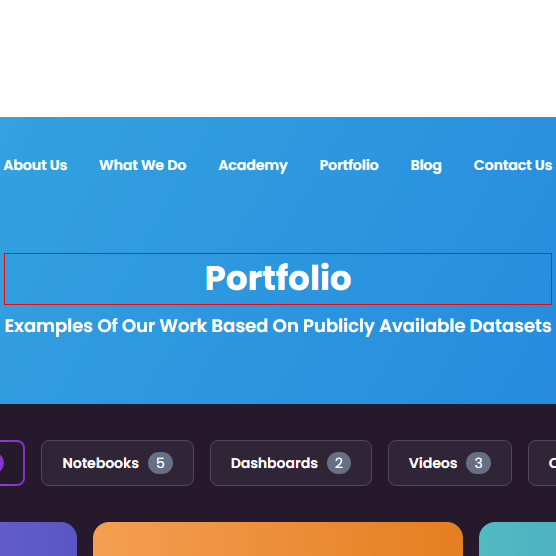 About Us What We Do Academy Portfolio Blog Contact Us
Portfolio
Examples Of Our Work Based On Publicly Available Datasets
Notebooks 5 Dashboards 2 Videos 3